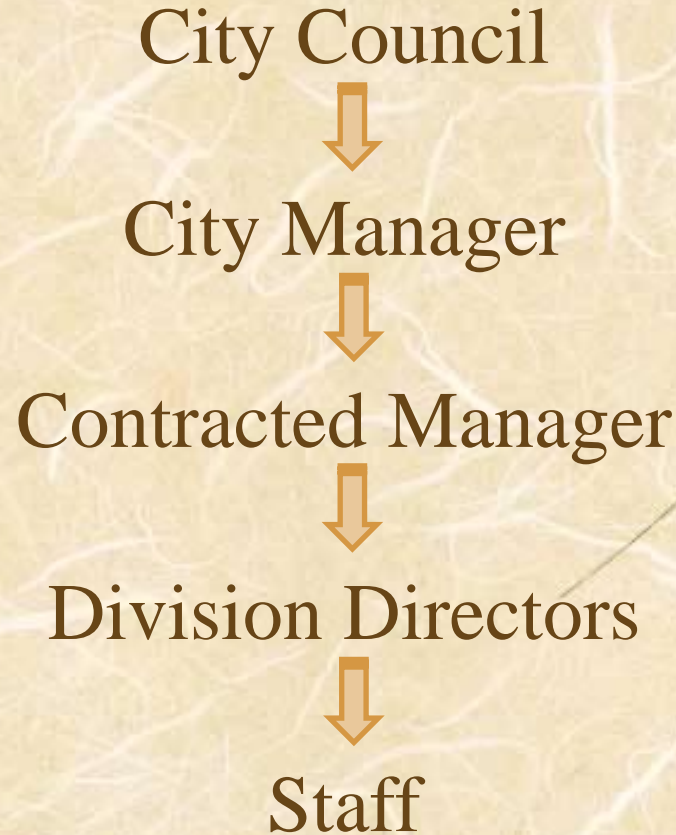 City Council
City Manager
Contracted Manager
Division Directors
Staff